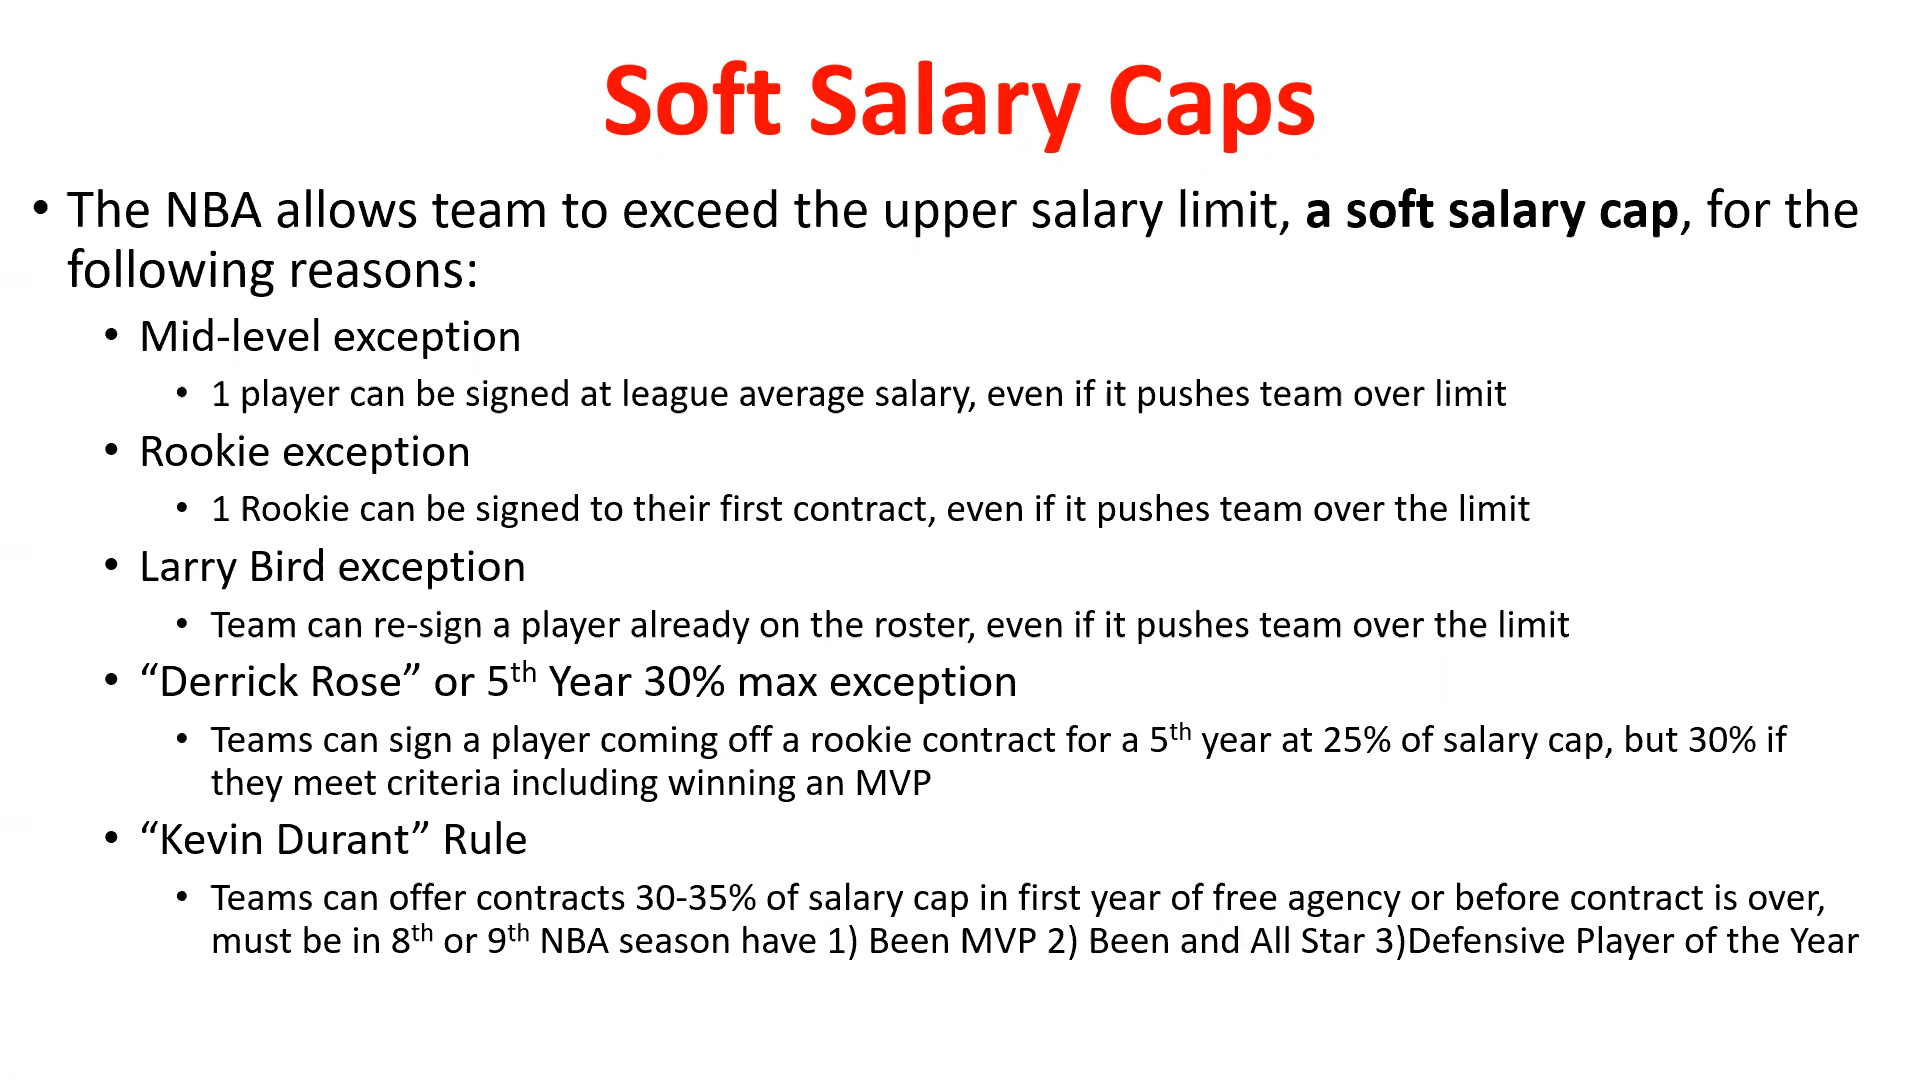 Soft Salary Caps
• The NBA allows team to exceed the upper salary limit, a soft salary cap, for the
following reasons:
• Mid-level exception
• 1 player can be signed at league average salary, even if it pushes team over limit
• Rookie exception
• 1 Rookie can be signed to their first contract, even if it pushes team over the limit
• Larry Bird exception
• Team can re-sign a player already on the roster, even if it pushes team over the limit
• “Derrick Rose” or 5th Year 30% max exception
• Teams can sign a player coming off a rookie contract for a 5th year at 25% of salary cap, but 30% if
they meet criteria including winning an MVP
• “Kevin Durant” Rule
• Teams can offer contracts 30-35% of salary cap in first year of free agency or before contract is over,
must be in 8th or 9th NBA season have 1) Been MVP 2) Been and All Star 3)Defensive Player of the Year